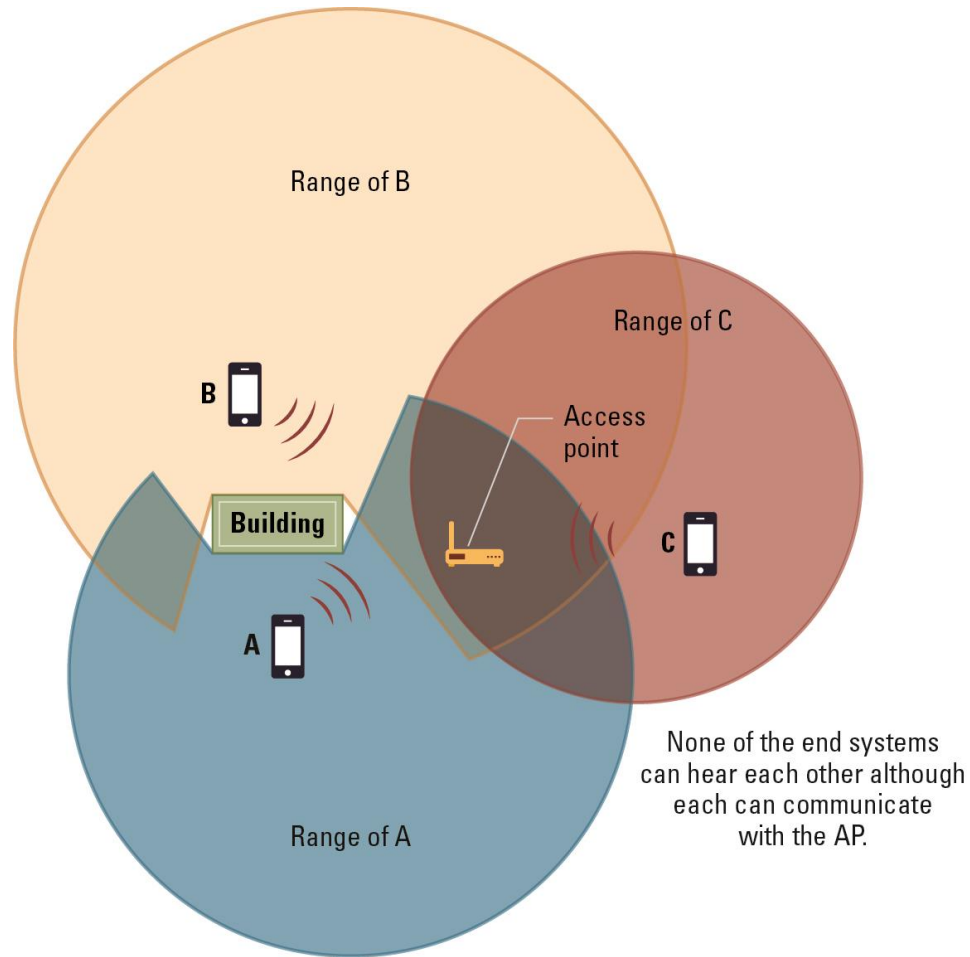 Range of B
Range of C
B
Access
point
Building
C
A
None of the end systems
can hear each other although
each can communicate
with the AP.
Range of A